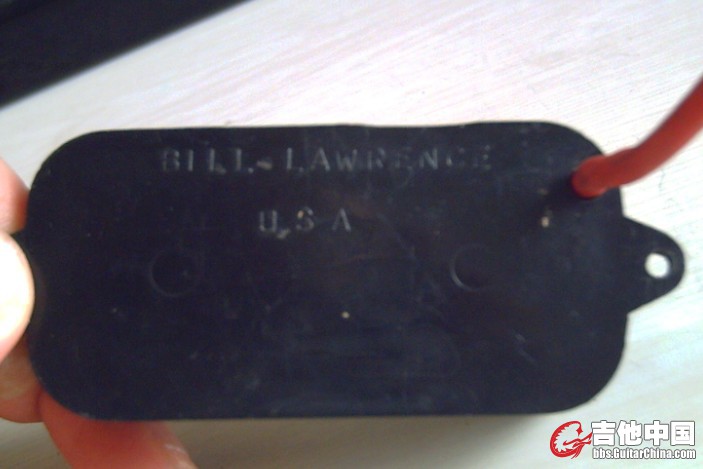 BILL LAWRENCE
U.S.A
吉他中国
bbs.GuitarChina.com